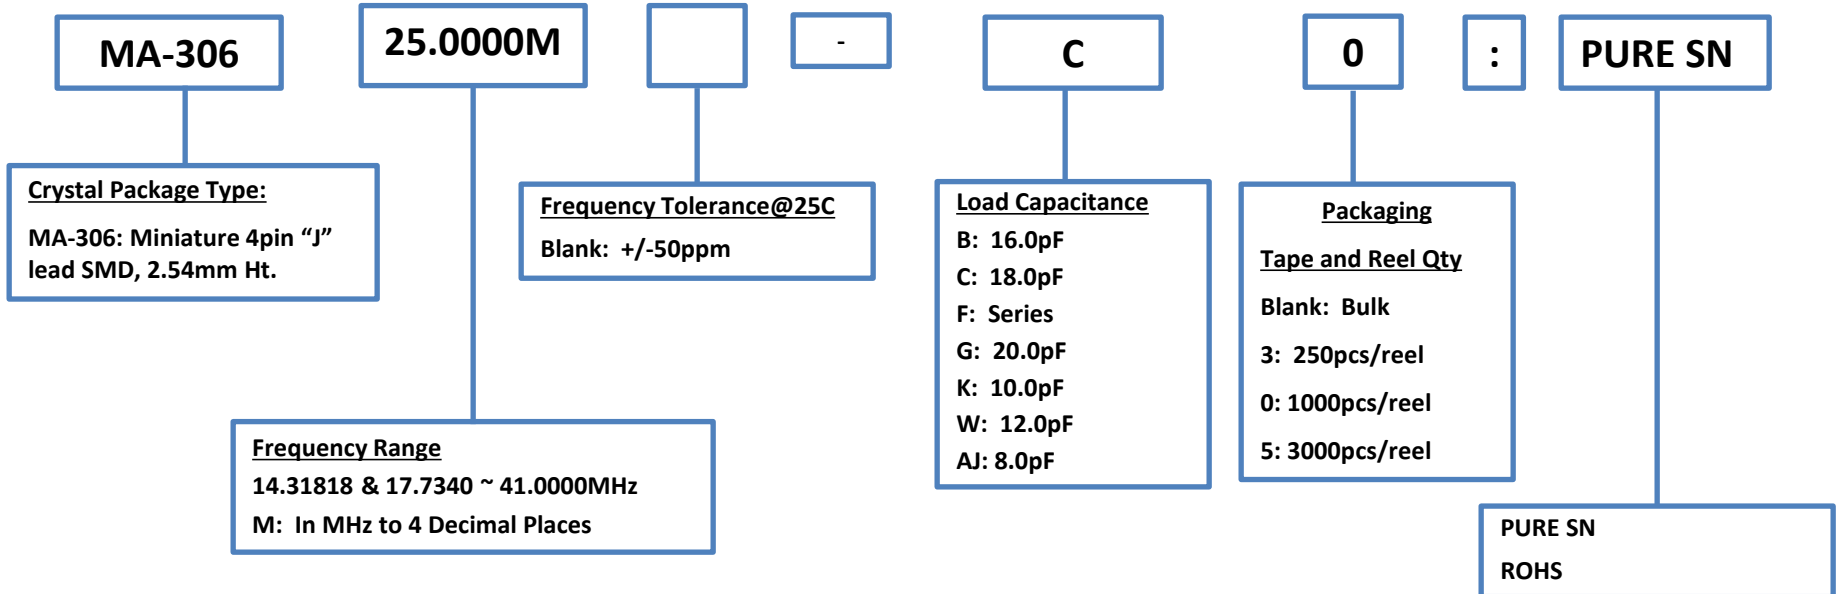 MA-306
25.0000M
-
C
0
:
PURE SN
Crystal Package Type:
MA-306: Miniature 4pin “J”
lead SMD, 2.54mm Ht.
Frequency Range
14.31818 & 17.7340 ~ 41.0000MHz
M: In MHz to 4 Decimal Places
Frequency Tolerance@25C
Blank: +/-50ppm
Load Capacitance
B: 16.0pF
C: 18.0pF
F: Series
G: 20.0pF
K: 10.0pF
W: 12.0pF
AJ: 8.0pF
Packaging
Tape and Reel Qty
Blank: Bulk
3: 250pcs/reel
0: 1000pcs/reel
5: 3000pcs/reel
PURE SN
ROHS